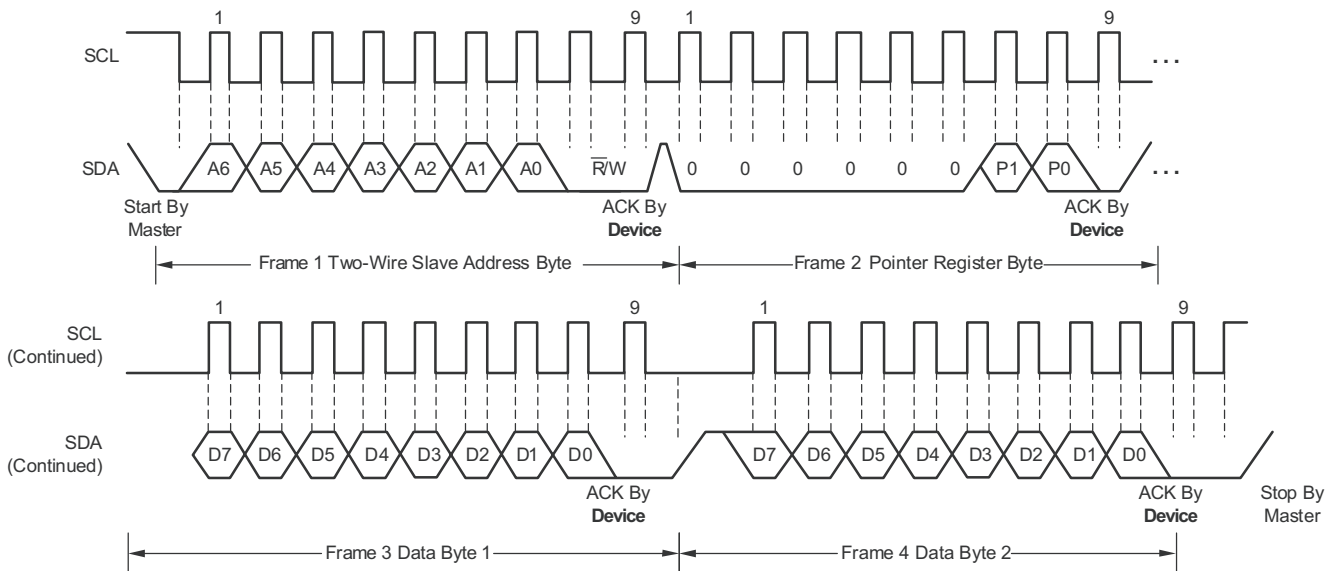 1 9 1 9
SCL ...
SDA A6 A5 A4 A3 A2 A1 A0 R̅/W 0 0 0 0 0 0 P1 P0 ...
Start By Master ACK By Device ACK By Device
Frame 1 Two-Wire Slave Address Byte Frame 2 Pointer Register Byte
1 9 1 9
SCL (Continued)
SDA (Continued) D7 D6 D5 D4 D3 D2 D1 D0 D7 D6 D5 D4 D3 D2 D1 D0
ACK By Device ACK By Device Stop By Master
Frame 3 Data Byte 1 Frame 4 Data Byte 2